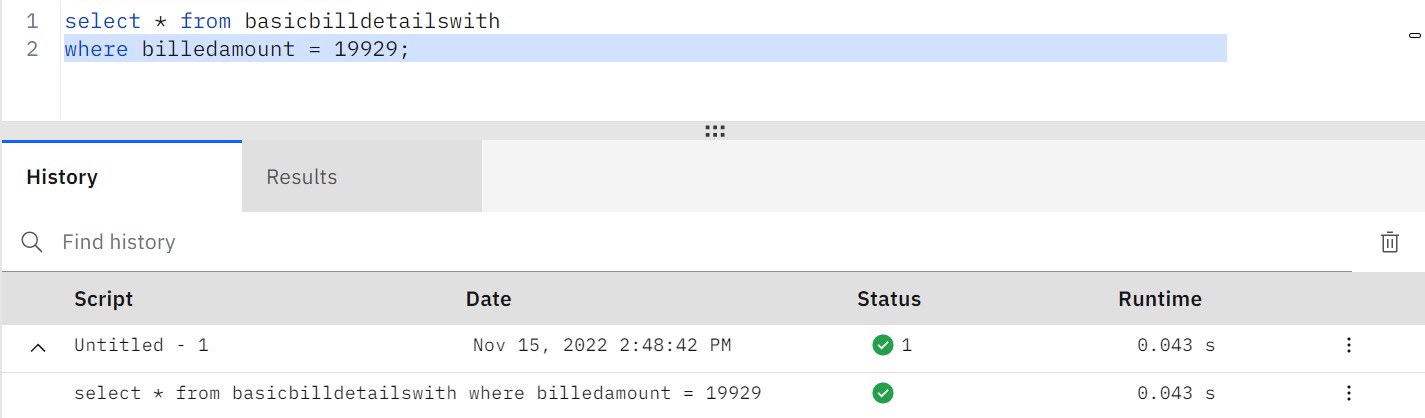 1 select * from basicbilldetailswith
2 where billedamount = 19929;
History Results
Find history
Script Date Status Runtime
Untitled - 1 Nov 15, 2022 2:48:42 PM 1 0.043 s
select * from basicbilldetailswith where billedamount = 19929 0.043 s